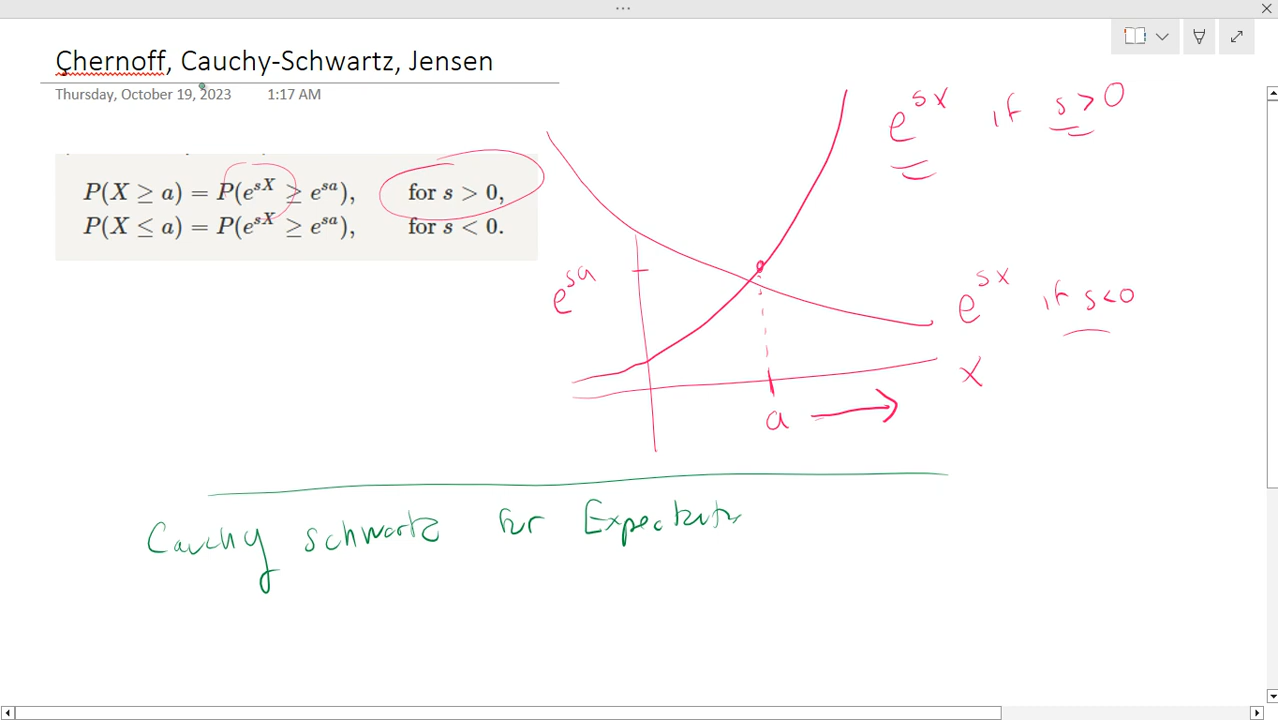 Chernoff, Cauchy-Schwartz, Jensen
Thursday, October 19, 2023 1:17 AM
P(X ≥ a) = P(e^{sX} ≥ e^{sa}), for s > 0,
P(X ≤ a) = P(e^{sX} ≥ e^{sa}), for s < 0.
e^{sX} if s > 0
e^{sa}
e^{sX} if s < 0
X
a
Cauchy schwartz for